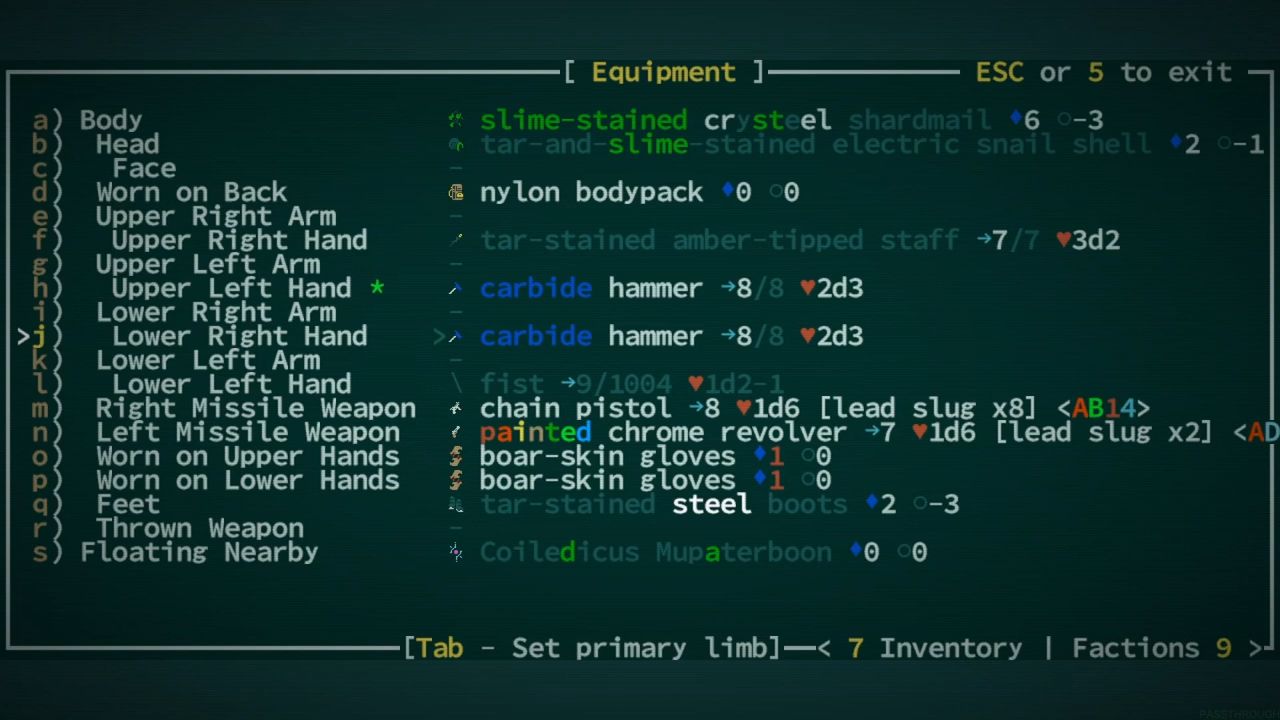 [ Equipment ] ESC or 5 to exit
a) Body slime-stained crysteel shardmail ♦6 ○-3
b) Head tar-and-slime-stained electric snail shell ♦2 ○-1
c) Face –
d) Worn on Back nylon bodypack ♦0 ○0
e) Upper Right Arm –
f) Upper Right Hand tar-stained amber-tipped staff →7/7 ♥3d2
g) Upper Left Arm –
h) Upper Left Hand * carbide hammer →8/8 ♥2d3
i) Lower Right Arm –
>j) Lower Right Hand > carbide hammer →8/8 ♥2d3
k) Lower Left Arm –
l) Lower Left Hand \ fist →9/1004 ♥1d2-1
m) Right Missile Weapon chain pistol →8 ♥1d6 [lead slug x8] <AB14>
n) Left Missile Weapon painted chrome revolver →7 ♥1d6 [lead slug x2] <AD
o) Worn on Upper Hands boar-skin gloves ♦1 ○0
p) Worn on Lower Hands boar-skin gloves ♦1 ○0
q) Feet tar-stained steel boots ♦2 ○-3
r) Thrown Weapon –
s) Floating Nearby Coiledicus Mupaterboon ♦0 ○0
[Tab - Set primary limb] < 7 Inventory | Factions 9 >